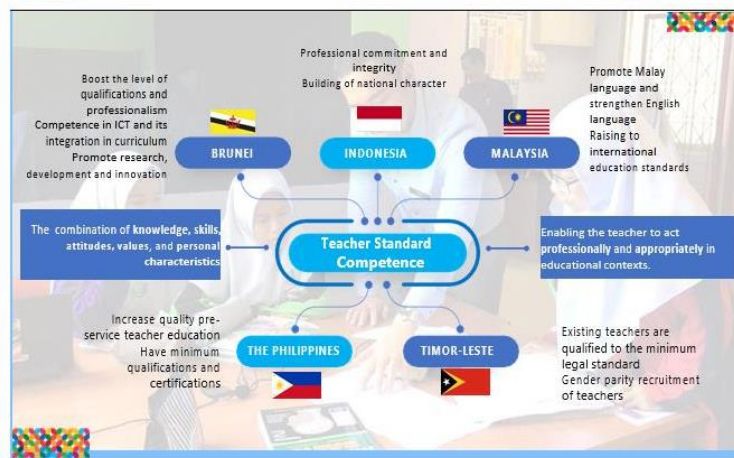 Professional commitment and
integrity
Building of national character
Boost the level of
qualifications and
professionalism
Competence in ICT and its
integration in curriculum
Promote research,
development and innovation
Promote Malay
language and
strengthen English
language
Raising to
international
education standards
BRUNEI
INDONESIA
MALAYSIA
The combination of knowledge, skills,
attitudes, values, and personal
characteristics
Teacher Standard
Competence
Enabling the teacher to act
professionally and appropriately in
educational contexts.
Increase quality pre-
service teacher education
Have minimum
qualifications and
certifications
THE PHILIPPINES
TIMOR-LESTE
Existing teachers are
qualified to the minimum
legal standard
Gender parity recruitment
of teachers